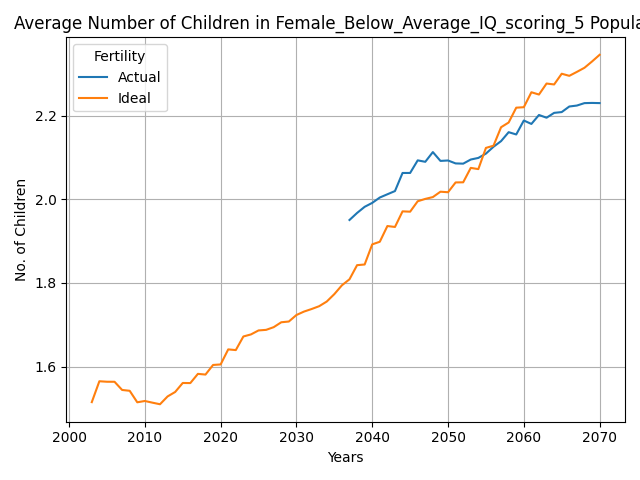 Average Number of Children in Female_Below_Average_IQ_scoring_5 Popula
Fertility
Actual
Ideal
2.2
2.0
1.8
1.6
No. of Children
2000 2010 2020 2030 2040 2050 2060 2070
Years